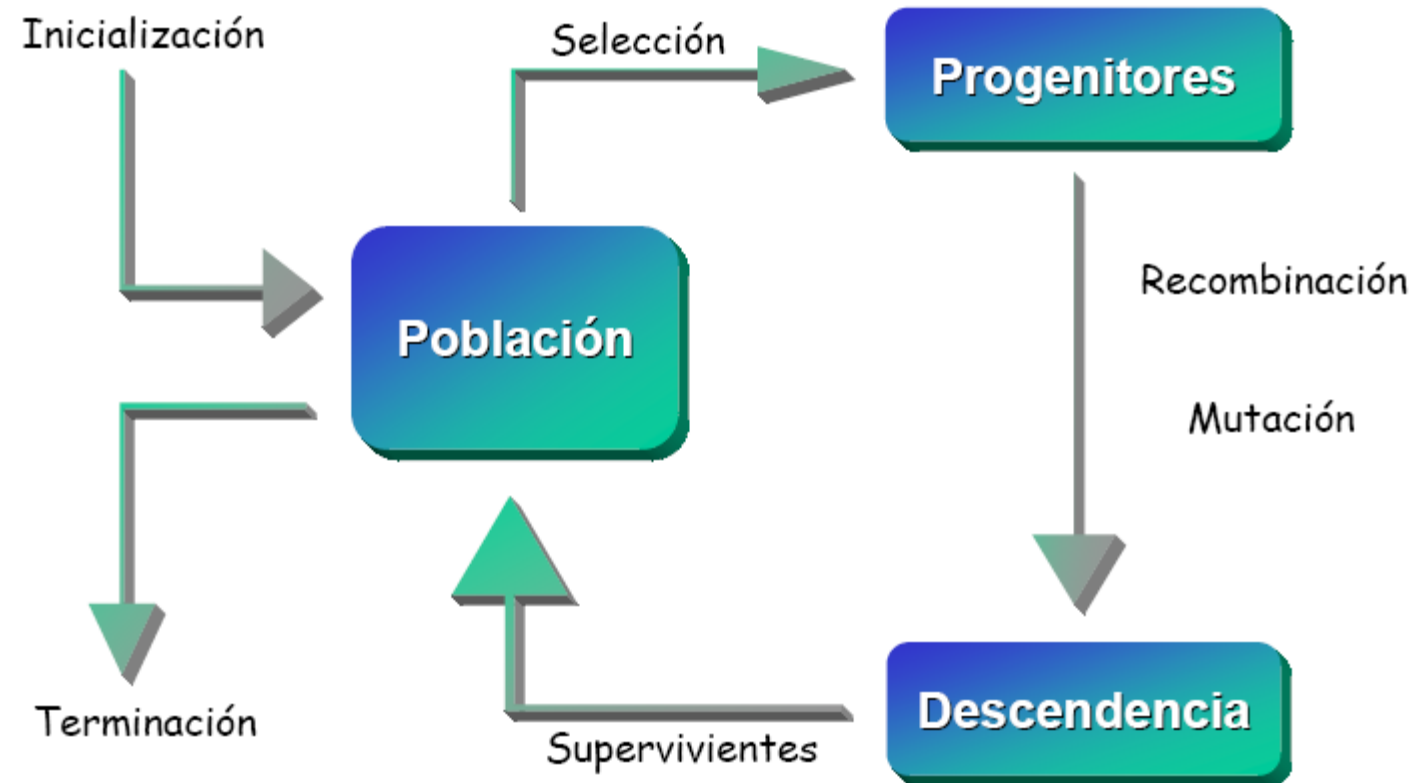 Inicialización
Selección
Progenitores
Recombinación
Población
Mutación
Terminación
Descendencia
Supervivientes